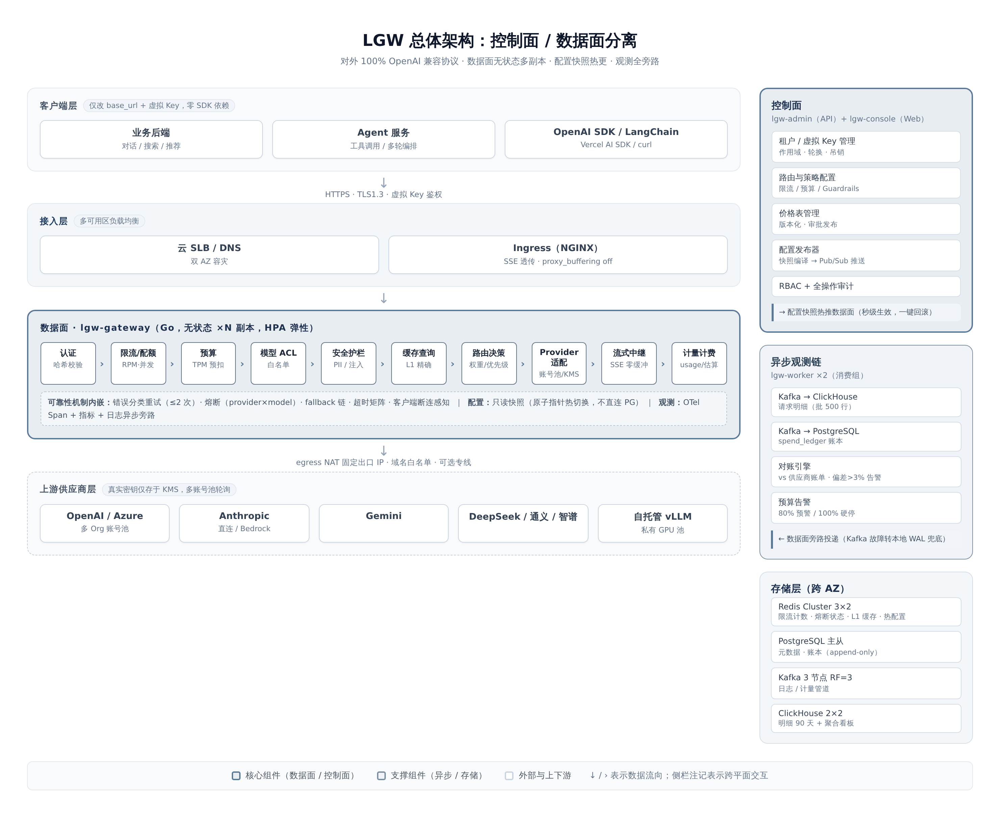 LGW 总体架构：控制面 / 数据面分离
对外 100% OpenAI 兼容协议 · 数据面无状态多副本 · 配置快照热更 · 观测全旁路
客户端层
仅改 base_url + 虚拟 Key，零 SDK 依赖
业务后端
对话 / 搜索 / 推荐
Agent 服务
工具调用 / 多轮编排
OpenAI SDK / LangChain
Vercel AI SDK / curl
↓
HTTPS · TLS1.3 · 虚拟 Key 鉴权
接入层
多可用区负载均衡
云 SLB / DNS
双 AZ 容灾
Ingress（NGINX）
SSE 透传 · proxy_buffering off
↓
数据面 · lgw-gateway（Go，无状态 ×N 副本，HPA 弹性）
认证
哈希校验
›
限流/配额
RPM·并发
›
预算
TPM 预扣
›
模型 ACL
白名单
›
安全护栏
PII / 注入
›
缓存查询
L1 精确
›
路由决策
权重/优先级
›
Provider
适配
账号池/KMS
›
流式中继
SSE 零缓冲
›
计量计费
usage/估算
可靠性机制内嵌：错误分类重试（≤2 次）· 熔断（provider×model）· fallback 链 · 超时矩阵 · 客户端断连感知 ｜ 配置：只读快照（原子指针热切换，不直连 PG） ｜ 观测：OTel
Span + 指标 + 日志异步旁路
↓
egress NAT 固定出口 IP · 域名白名单 · 可选专线
上游供应商层
真实密钥仅存于 KMS，多账号池轮询
OpenAI / Azure
多 Org 账号池
Anthropic
直连 / Bedrock
Gemini
DeepSeek / 通义 / 智谱
自托管 vLLM
私有 GPU 池
控制面
lgw-admin（API）+ lgw-console（Web）
租户 / 虚拟 Key 管理
作用域 · 轮换 · 吊销
路由与策略配置
限流 / 预算 / Guardrails
价格表管理
版本化 · 审批发布
配置发布器
快照编译 → Pub/Sub 推送
RBAC + 全操作审计
→ 配置快照热推数据面（秒级生效，一键回滚）
异步观测链
lgw-worker ×2（消费组）
Kafka → ClickHouse
请求明细（批 500 行）
Kafka → PostgreSQL
spend_ledger 账本
对账引擎
vs 供应商账单 · 偏差>3% 告警
预算告警
80% 预警 / 100% 硬停
← 数据面旁路投递（Kafka 故障转本地 WAL 兜底）
存储层（跨 AZ）
Redis Cluster 3×2
限流计数 · 熔断状态 · L1 缓存 · 热配置
PostgreSQL 主从
元数据 · 账本（append-only）
Kafka 3 节点 RF=3
日志 / 计量管道
ClickHouse 2×2
明细 90 天 + 聚合看板
核心组件（数据面 / 控制面）
支撑组件（异步 / 存储）
外部与上下游
↓ / › 表示数据流向；侧栏注记表示跨平面交互